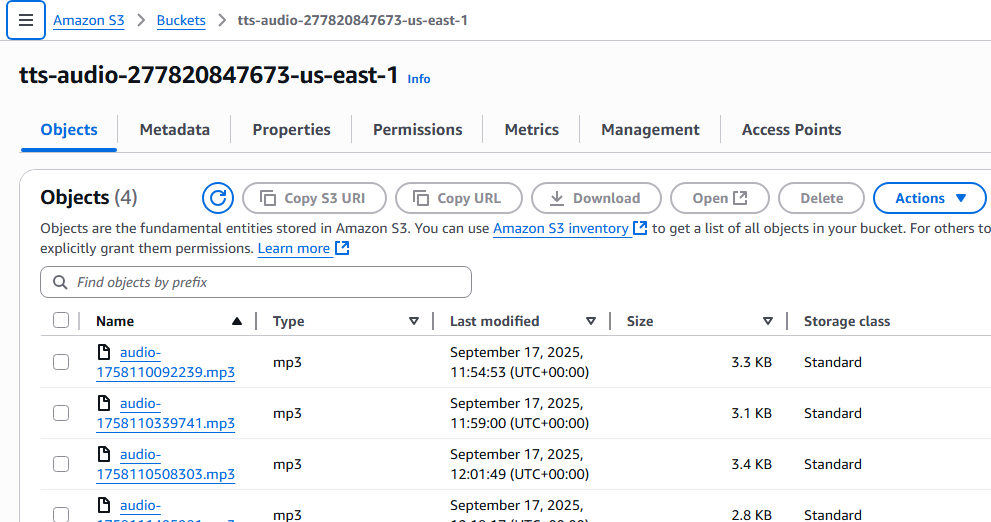 Amazon S3 > Buckets > tts-audio-277820847673-us-east-1
tts-audio-277820847673-us-east-1 Info
Objects Metadata Properties Permissions Metrics Management Access Points
Objects (4) Copy S3 URI Copy URL Download Open Delete Actions
Objects are the fundamental entities stored in Amazon S3. You can use Amazon S3 inventory to get a list of all objects in your bucket. For others to
explicitly grant them permissions. Learn more
Find objects by prefix
Name Type Last modified Size Storage class
audio- September 17, 2025,
1758110092239.mp3 mp3 11:54:53 (UTC+00:00) 3.3 KB Standard
audio- September 17, 2025,
1758110339741.mp3 mp3 11:59:00 (UTC+00:00) 3.1 KB Standard
audio- September 17, 2025,
1758110508303.mp3 mp3 12:01:49 (UTC+00:00) 3.4 KB Standard
audio- September 17, 2025,
mp3 2.8 KB Standard